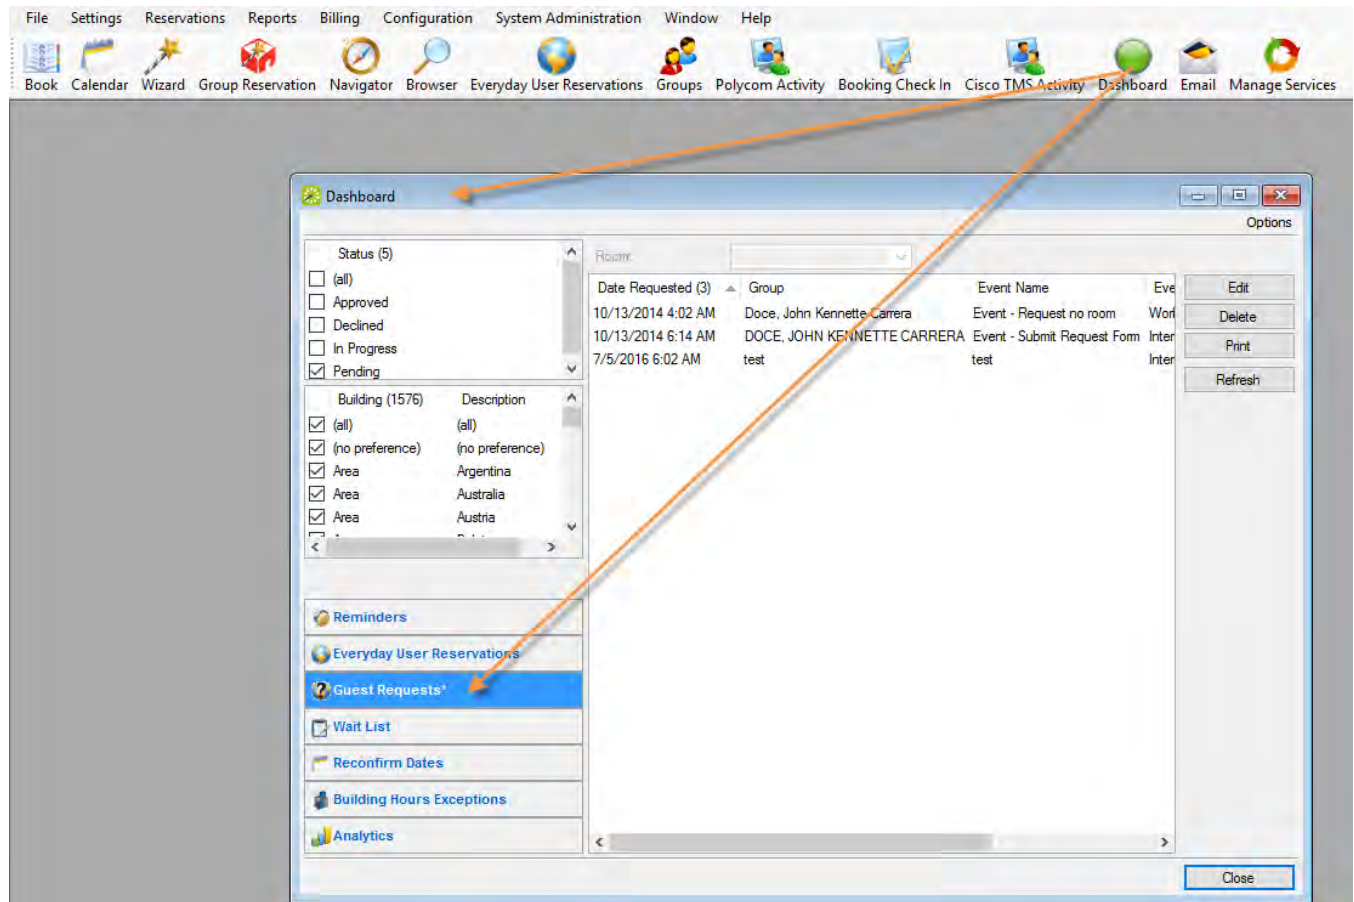 File Settings Reservations Reports Billing Configuration System Administration Window Help
Book Calendar Wizard Group Reservation Navigator Browser Everyday User Reservations Groups Polycom Activity Booking Check In Cisco TMS Activity Dashboard Email Manage Services
Dashboard
Options
Status (5)
(all)
Approved
Declined
In Progress
Pending
Building (1576) Description
(all) (all)
(no preference) (no preference)
Area Argentina
Area Australia
Area Austria
Reminders
Everyday User Reservations
Guest Requests*
Wait List
Reconfirm Dates
Building Hours Exceptions
Analytics
Room:
Date Requested (3) Group Event Name Eve
10/13/2014 4:02 AM Doce, John Kennette Carrera Event - Request no room Worl
10/13/2014 6:14 AM DOCE, JOHN KENNETTE CARRERA Event - Submit Request Form Inter
7/5/2016 6:02 AM test test Inter
Edit
Delete
Print
Refresh
Close